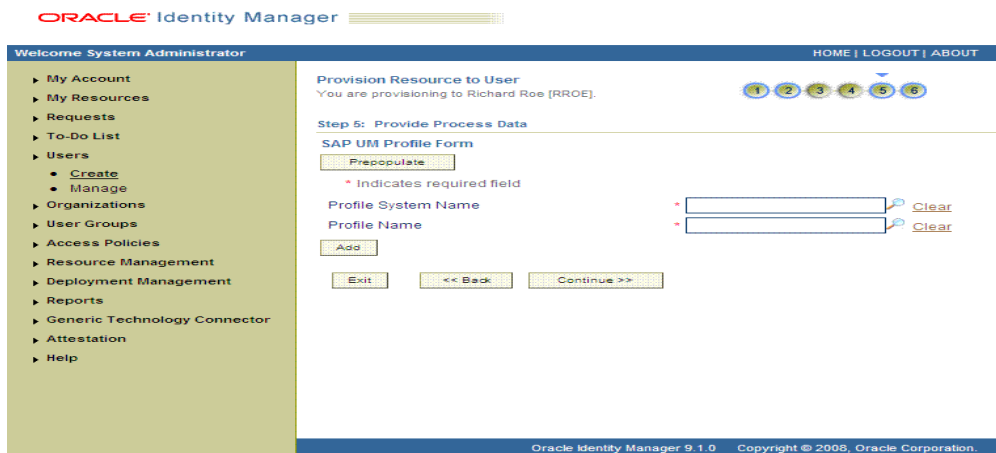 ORACLE Identity Manager
Welcome System Administrator
HOME | LOGOUT | ABOUT
My Account
My Resources
Requests
To-Do List
Users
Create
Manage
Organizations
User Groups
Access Policies
Resource Management
Deployment Management
Reports
Generic Technology Connector
Attestation
Help
Provision Resource to User
You are provisioning to Richard Roe [RROE].
1 2 3 4 5 6
Step 5: Provide Process Data
SAP UM Profile Form
Prepopulate
* Indicates required field
Profile System Name * Clear
Profile Name * Clear
Add
Exit << Back Continue >>
Oracle Identity Manager 9.1.0 Copyright © 2008, Oracle Corporation.